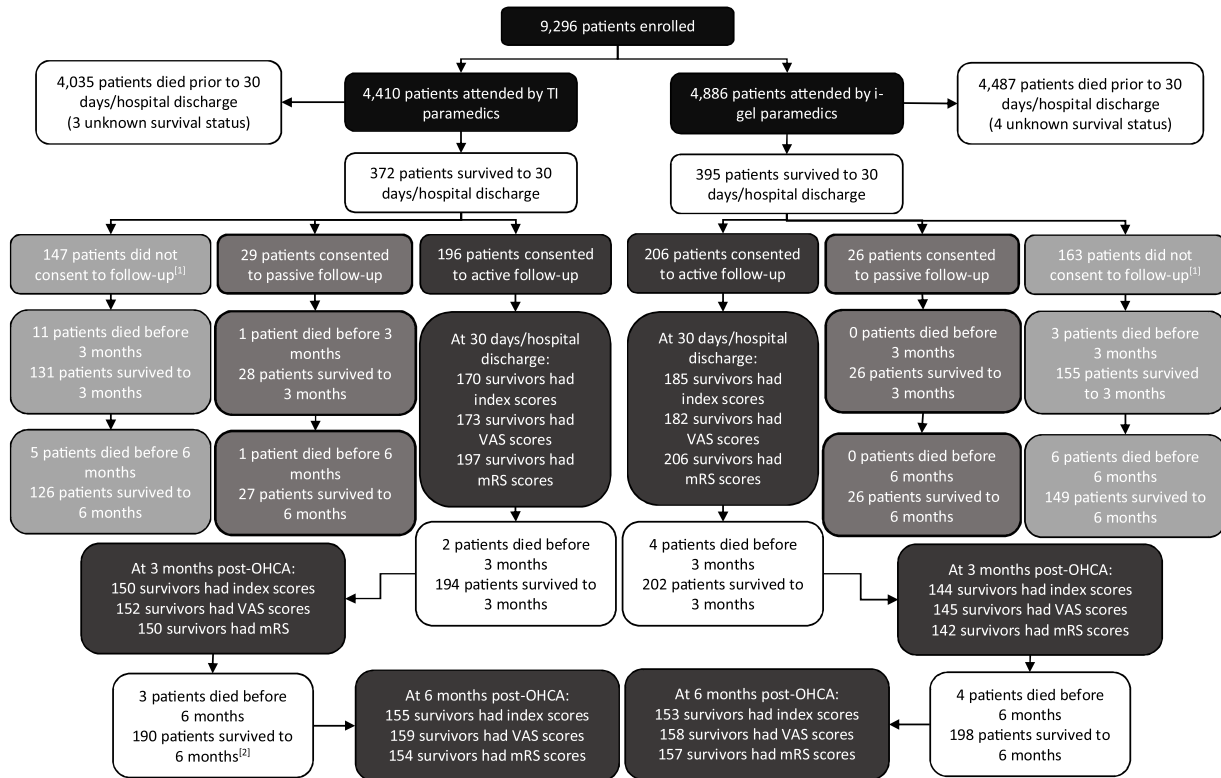 9,296 patients enrolled
4,035 patients died prior to 30
days/hospital discharge
(3 unknown survival status)
4,410 patients attended by TI
paramedics
4,886 patients attended by i-
gel paramedics
4,487 patients died prior to 30
days/hospital discharge
(4 unknown survival status)
372 patients survived to 30
days/hospital discharge
395 patients survived to 30
days/hospital discharge
147 patients did not
consent to follow-up[1]
29 patients consented
to passive follow-up
196 patients consented
to active follow-up
206 patients consented
to active follow-up
26 patients consented
to passive follow-up
163 patients did not
consent to follow-up[1]
11 patients died before
3 months
131 patients survived to
3 months
1 patient died before 3
months
28 patients survived to
3 months
At 30 days/hospital
discharge:
170 survivors had
index scores
173 survivors had
VAS scores
197 survivors had
mRS scores
At 30 days/hospital
discharge:
185 survivors had
index scores
182 survivors had
VAS scores
206 survivors had
mRS scores
0 patients died before
3 months
26 patients survived to
3 months
3 patients died before
3 months
155 patients survived
to 3 months
5 patients died before 6
months
126 patients survived to
6 months
1 patient died before 6
months
27 patients survived to
6 months
0 patients died before
6 months
26 patients survived to
6 months
6 patients died before
6 months
149 patients survived to
6 months
2 patients died before
3 months
194 patients survived to
3 months
4 patients died before
3 months
202 patients survived to
3 months
At 3 months post-OHCA:
150 survivors had index scores
152 survivors had VAS scores
150 survivors had mRS
At 3 months post-OHCA:
144 survivors had index scores
145 survivors had VAS scores
142 survivors had mRS scores
3 patients died before
6 months
190 patients survived to
6 months[2]
At 6 months post-OHCA:
155 survivors had index scores
159 survivors had VAS scores
154 survivors had mRS scores
At 6 months post-OHCA:
153 survivors had index scores
158 survivors had VAS scores
157 survivors had mRS scores
4 patients died before
6 months
198 patients survived to
6 months